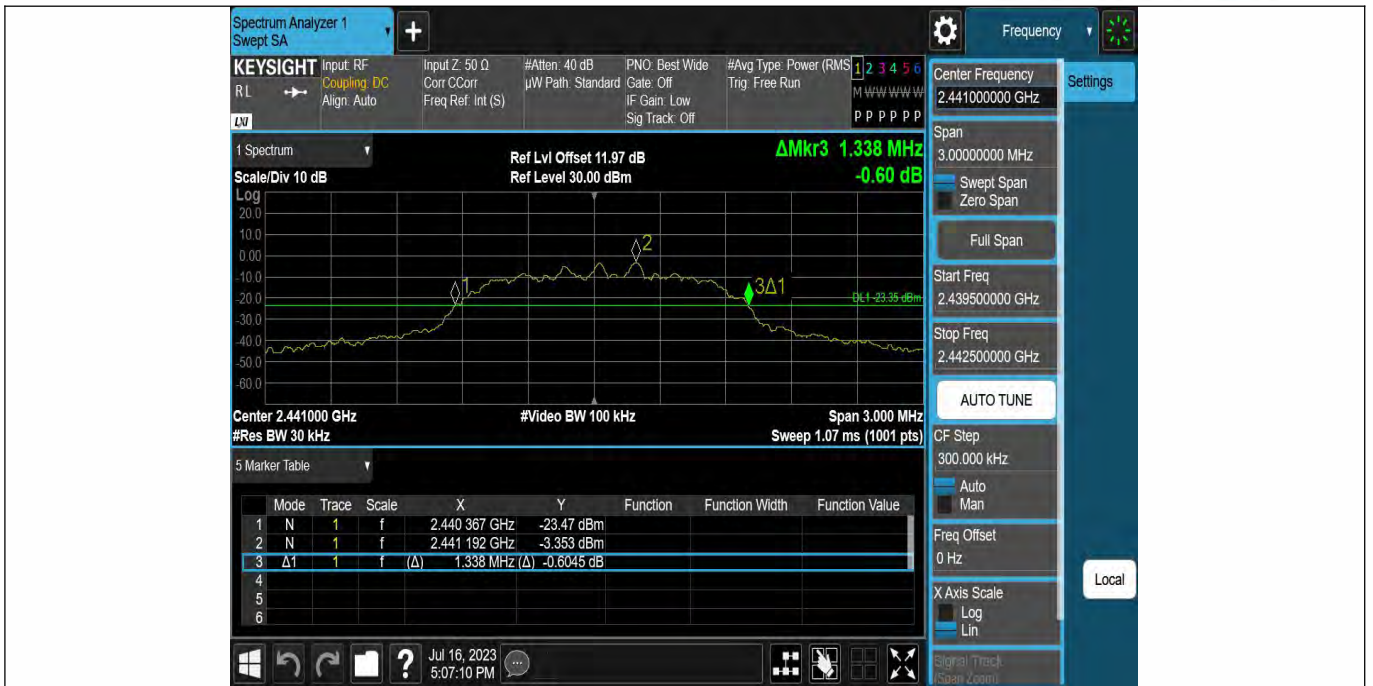 Spectrum Analyzer 1
Swept SA
+
Frequency
KEYSIGHT
RL
LXI
Input: RF
Coupling: DC
Align: Auto
Input Z: 50 Ω
Corr CCorr
Freq Ref: Int (S)
#Atten: 40 dB
µW Path: Standard
PNO: Best Wide
Gate: Off
IF Gain: Low
Sig Track: Off
#Avg Type: Power (RMS
Trig: Free Run
1 2 3 4 5 6
M W W W W W
P P P P P P
1 Spectrum
Scale/Div 10 dB
Ref Lvl Offset 11.97 dB
Ref Level 30.00 dBm
ΔMkr3 1.338 MHz
-0.60 dB
Log
20.0
10.0
0.00
-10.0
-20.0
-30.0
-40.0
-50.0
-60.0
1
2
3Δ1
DL1 -23.35 dBm
Center 2.441000 GHz
#Video BW 100 kHz
Span 3.000 MHz
#Res BW 30 kHz
Sweep 1.07 ms (1001 pts)
5 Marker Table
Mode Trace Scale X Y Function Function Width Function Value
1 N 1 f 2.440 367 GHz -23.47 dBm
2 N 1 f 2.441 192 GHz -3.353 dBm
3 Δ1 1 f (Δ) 1.338 MHz (Δ) -0.6045 dB
4
5
6
?
Jul 16, 2023
5:07:10 PM
Center Frequency
2.441000000 GHz
Span
3.00000000 MHz
Swept Span
Zero Span
Full Span
Start Freq
2.439500000 GHz
Stop Freq
2.442500000 GHz
AUTO TUNE
CF Step
300.000 kHz
Auto
Man
Freq Offset
0 Hz
X Axis Scale
Log
Lin
Signal Track
(Span Zoom)
Settings
Local